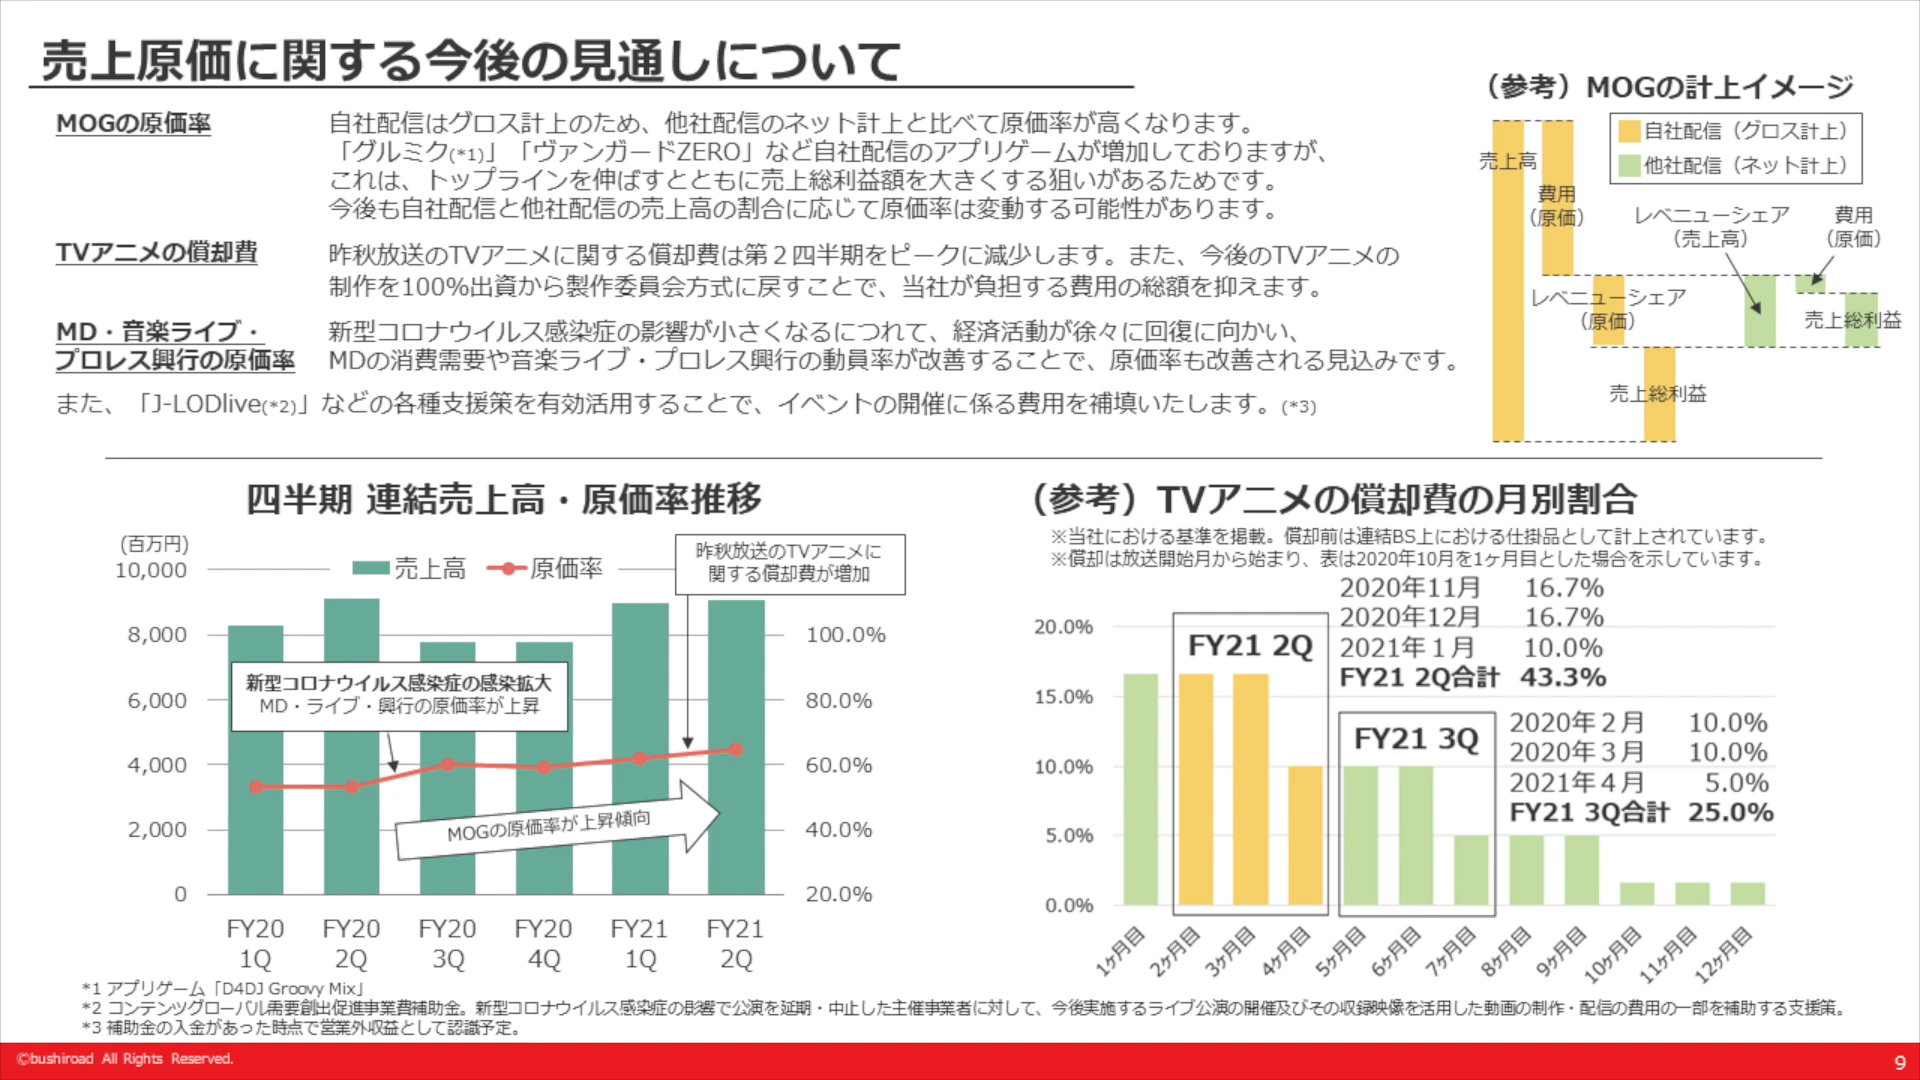 売上原価に関する今後の見通しについて
MOGの原価率
自社配信はグロス計上のため、他社配信のネット計上と比べて原価率が高くなります。
「グルミク(*1)」「ヴァンガードZERO」など自社配信のアプリゲームが増加しておりますが、
これは、トップラインを伸ばすとともに売上総利益額を大きくする狙いがあるためです。
今後も自社配信と他社配信の売上高の割合に応じて原価率は変動する可能性があります。
TVアニメの償却費
昨秋放送のTVアニメに関する償却費は第２四半期をピークに減少します。また、今後のTVアニメの
制作を100%出資から製作委員会方式に戻すことで、当社が負担する費用の総額を抑えます。
MD・音楽ライブ・
プロレス興行の原価率
新型コロナウイルス感染症の影響が小さくなるにつれて、経済活動が徐々に回復に向かい、
MDの消費需要や音楽ライブ・プロレス興行の動員率が改善することで、原価率も改善される見込みです。
また、「J-LODlive(*2)」などの各種支援策を有効活用することで、イベントの開催に係る費用を補填いたします。(*3)
（参考）MOGの計上イメージ
自社配信（グロス計上）
他社配信（ネット計上）
売上高
費用
（原価）
レベニューシェア
（売上高）
費用
（原価）
レベニューシェア
（原価）
売上総利益
売上総利益
四半期 連結売上高・原価率推移
(百万円)
売上高
原価率
昨秋放送のTVアニメに
関する償却費が増加
新型コロナウイルス感染症の感染拡大
MD・ライブ・興行の原価率が上昇
MOGの原価率が上昇傾向
10,000
8,000
6,000
4,000
2,000
0
100.0%
80.0%
60.0%
40.0%
20.0%
FY20 1Q
FY20 2Q
FY20 3Q
FY20 4Q
FY21 1Q
FY21 2Q
（参考）TVアニメの償却費の月別割合
※当社における基準を掲載。償却前は連結BS上における仕掛品として計上されています。
※償却は放送開始月から始まり、表は2020年10月を1ヶ月目とした場合を示しています。
2020年11月 16.7%
2020年12月 16.7%
2021年１月 10.0%
FY21 2Q合計 43.3%
FY21 2Q
2020年２月 10.0%
2020年３月 10.0%
2021年４月 5.0%
FY21 3Q合計 25.0%
FY21 3Q
20.0%
15.0%
10.0%
5.0%
0.0%
1ヶ月目
2ヶ月目
3ヶ月目
4ヶ月目
5ヶ月目
6ヶ月目
7ヶ月目
8ヶ月目
9ヶ月目
10ヶ月目
11ヶ月目
12ヶ月目
*1 アプリゲーム「D4DJ Groovy Mix」
*2 コンテンツグローバル需要創出促進事業費補助金。新型コロナウイルス感染症の影響で公演を延期・中止した主催事業者に対して、今後実施するライブ公演の開催及びその収録映像を活用した動画の制作・配信の費用の一部を補助する支援策。
*3 補助金の入金があった時点で営業外収益として認識予定。
©bushiroad All Rights Reserved.
9